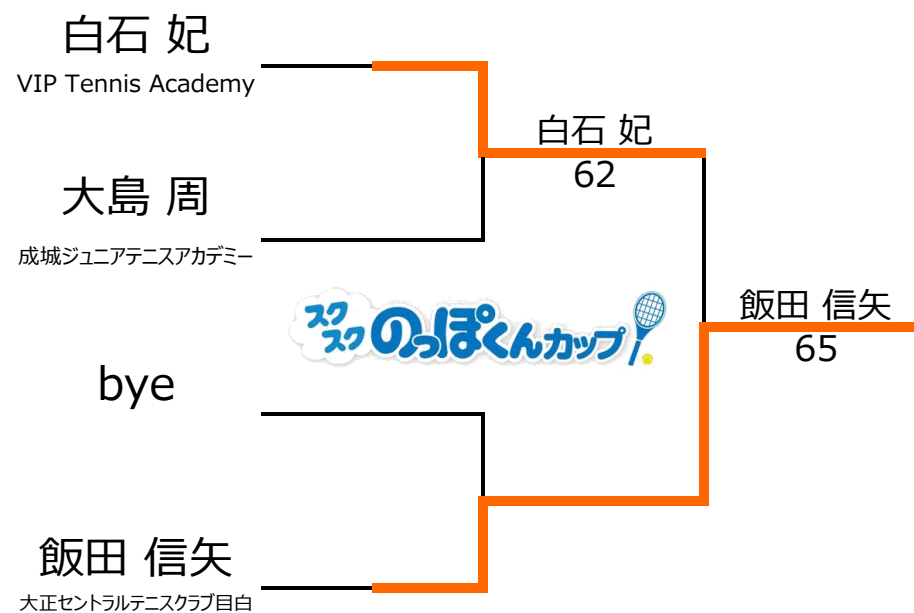 白石 妃
VIP Tennis Academy
白石 妃
62
大島 周
成城ジュニアテニスアカデミー
スク
スク のっぽくんカップ
飯田 信矢
65
bye
飯田 信矢
大正セントラルテニスクラブ目白